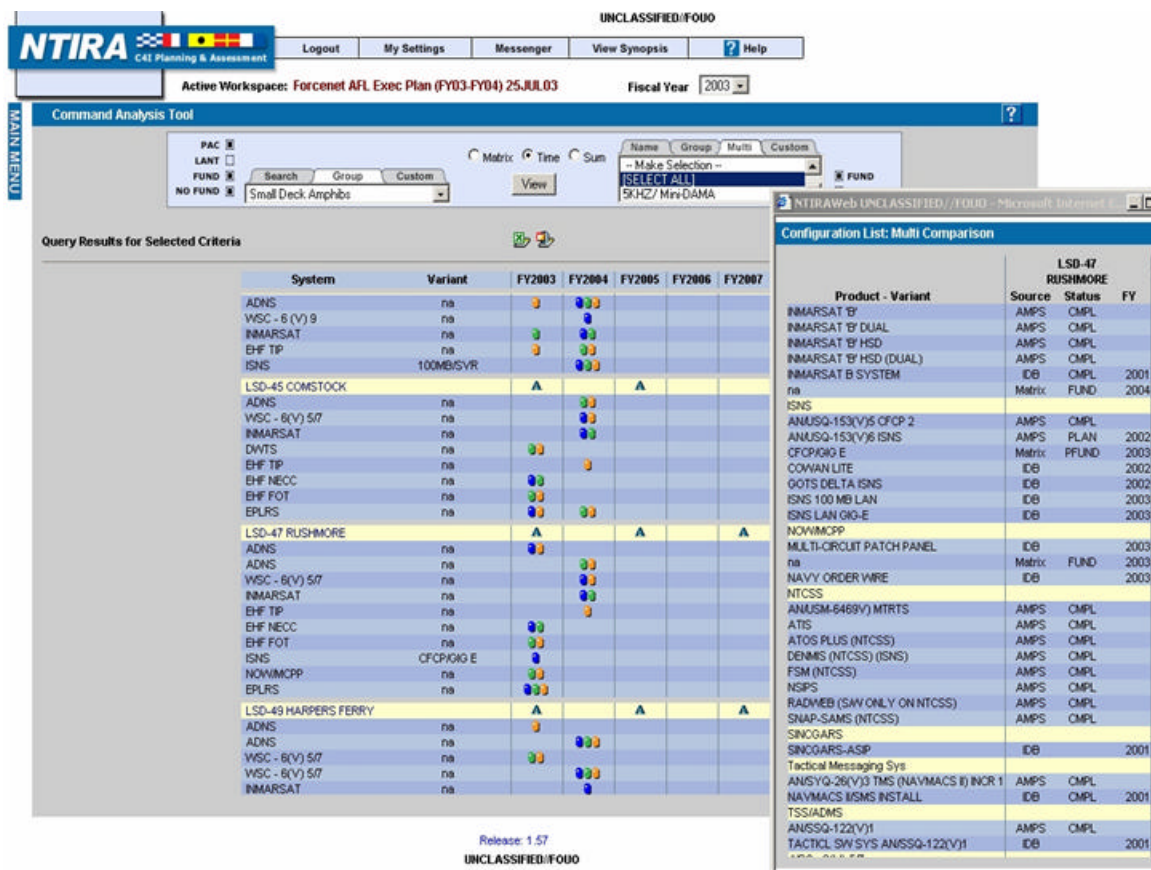 UNCLASSIFIED//FOUO
NTIRA C4I Planning & Assessment
Logout My Settings Messenger View Synopsis ? Help
Active Workspace: Forcenet AFL Exec Plan (FY03-FY04) 25JUL03 Fiscal Year 2003
MAIN MENU
Command Analysis Tool ?
PAC
LANT
FUND
NO FUND
Search Group Custom
Small Deck Amphibs
Matrix Time Sum
View
Name Group Multi Custom
-- Make Selection --
[SELECT ALL]
5KHZ/ Mini-DAMA
FUND
Query Results for Selected Criteria
System Variant FY2003 FY2004 FY2005 FY2006 FY2007
ADNS na
WSC - 6 (V) 9 na
INMARSAT na
EHF TIP na
ISNS 100MB/SVR
LSD-45 COMSTOCK A A
ADNS na
WSC - 6(V) 5/7 na
INMARSAT na
DWTS na
EHF TIP na
EHF NECC na
EHF FOT na
EPLRS na
LSD-47 RUSHMORE A A A
ADNS na
ADNS na
WSC - 6(V) 5/7 na
INMARSAT na
EHF TIP na
EHF NECC na
EHF FOT na
ISNS CFCP/GIG E
NOW/MCPP na
EPLRS na
LSD-49 HARPERS FERRY A A A
ADNS na
ADNS na
WSC - 6(V) 5/7 na
WSC - 6(V) 5/7 na
INMARSAT na
Release: 1.57
UNCLASSIFIED//FOUO
NTIRAWeb UNCLASSIFIED//FOUO - Microsoft Internet E
Configuration List: Multi Comparison
LSD-47
RUSHMORE
Product - Variant Source Status FY
INMARSAT 'B' AMPS CMPL
INMARSAT 'B' DUAL AMPS CMPL
INMARSAT 'B' HSD AMPS CMPL
INMARSAT 'B' HSD (DUAL) AMPS CMPL
INMARSAT B SYSTEM IDB CMPL 2001
na Matrix FUND 2004
ISNS
AN/USQ-153(V)5 CFCP 2 AMPS CMPL
AN/USQ-153(V)6 ISNS AMPS PLAN 2002
CFCP/GIG E Matrix PFUND 2003
COWAN LITE IDB 2002
GOTS DELTA ISNS IDB 2002
ISNS 100 MB LAN IDB 2003
ISNS LAN GIG-E IDB 2003
NOW/MCPP
MULTI-CIRCUIT PATCH PANEL IDB 2003
na Matrix FUND 2003
NAVY ORDER WIRE IDB 2003
NTCSS
AN/USM-6469V) MTRTS AMPS CMPL
ATIS AMPS CMPL
ATOS PLUS (NTCSS) AMPS CMPL
DENMIS (NTCSS) (ISNS) AMPS CMPL
FSM (NTCSS) AMPS CMPL
NSIPS AMPS CMPL
RADWEB (S/W ONLY ON NTCSS) AMPS CMPL
SNAP-SAMS (NTCSS) AMPS CMPL
SINCGARS
SINCGARS-ASIP IDB 2001
Tactical Messaging Sys
AN/SYQ-26(V)3 TMS (NAVMACS II) INCR 1 AMPS CMPL
NAVMACS II/SMS INSTALL IDB CMPL 2001
TSS/ADMS
AN/SSQ-122(V)1 AMPS CMPL
TACTICL SW SYS AN/SSQ-122(V)1 IDB 2001